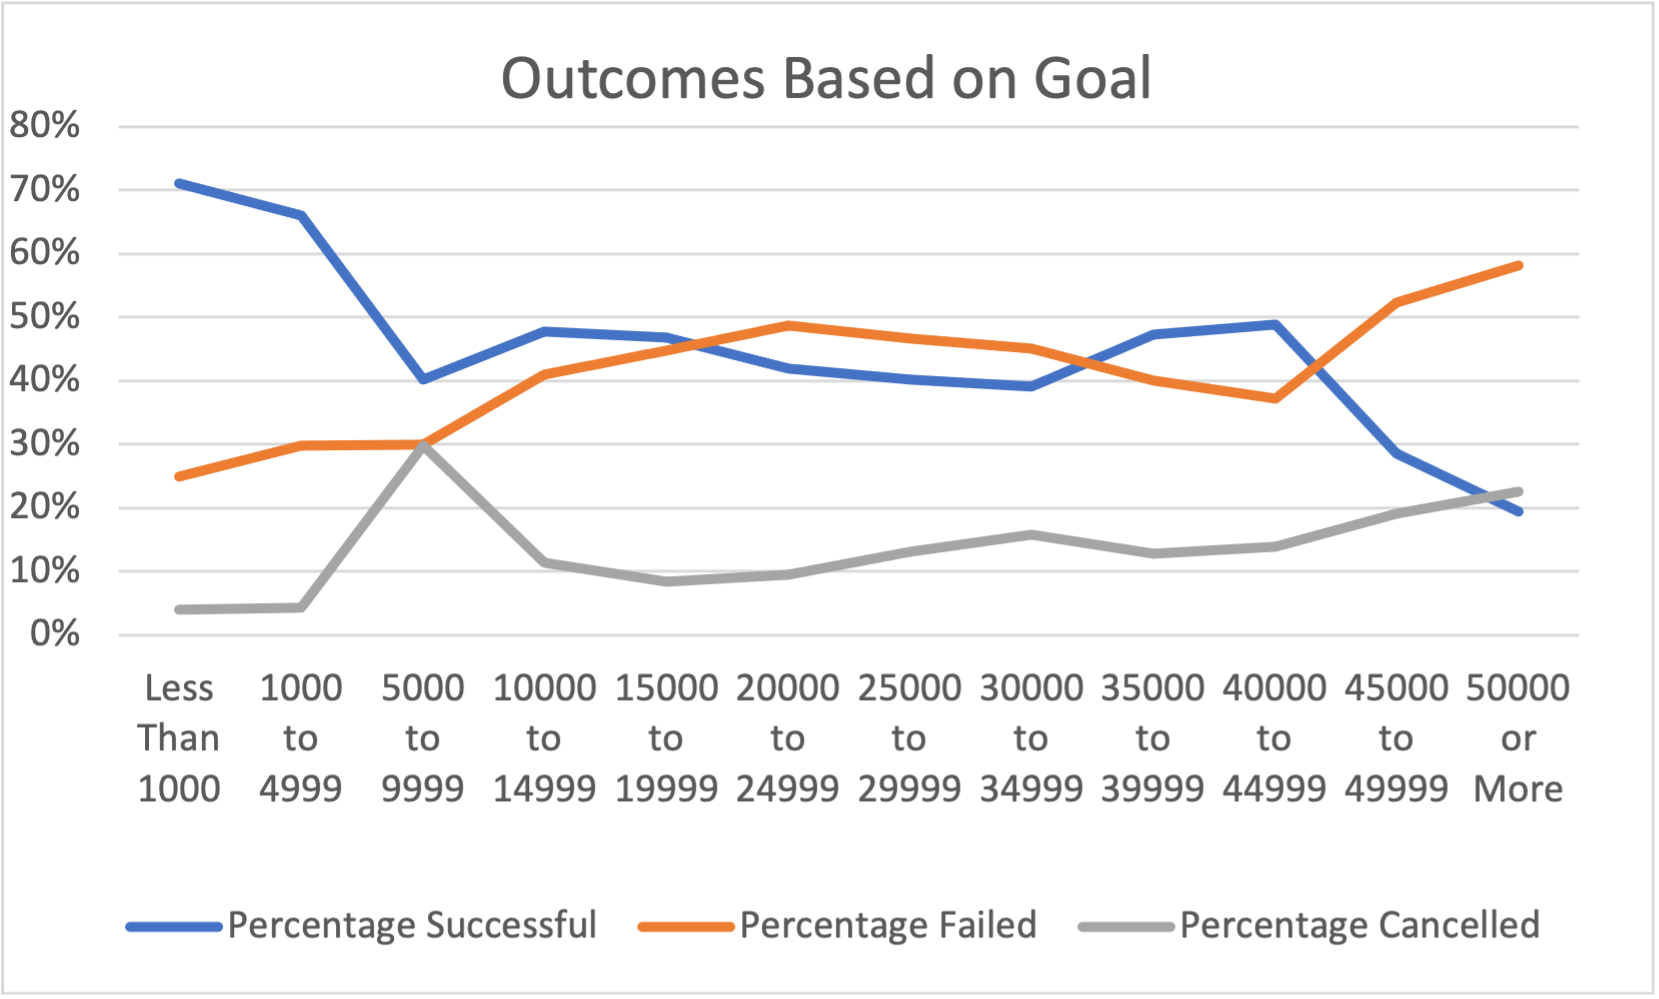 Outcomes Based on Goal
80%
70%
60%
50%
40%
30%
20%
10%
0%
Less Than 1000
1000 to 4999
5000 to 9999
10000 to 14999
15000 to 19999
20000 to 24999
25000 to 29999
30000 to 34999
35000 to 39999
40000 to 44999
45000 to 49999
50000 or More
Percentage Successful
Percentage Failed
Percentage Cancelled